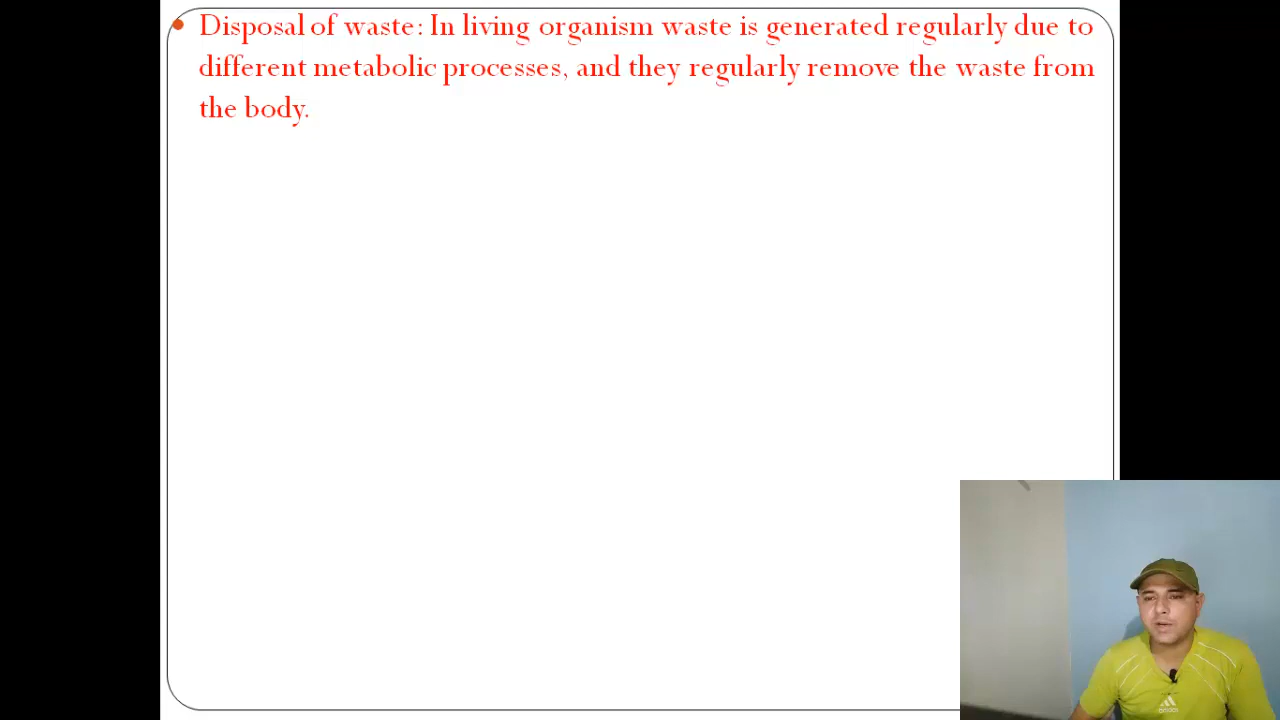 Disposal of waste: In living organism waste is generated regularly due to
different metabolic processes, and they regularly remove the waste from
the body.
adidas